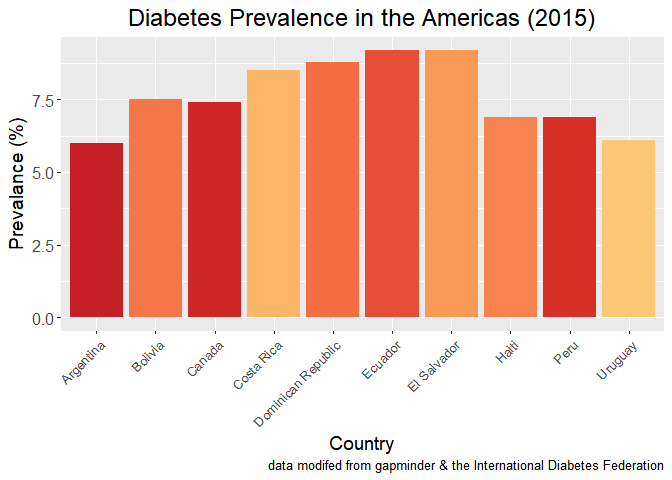 Diabetes Prevalence in the Americas (2015)
Prevalance (%)
7.5
5.0
2.5
0.0
Argentina
Bolivia
Canada
Costa Rica
Dominican Republic
Ecuador
El Salvador
Haiti
Peru
Uruguay
Country
data modifed from gapminder & the International Diabetes Federation